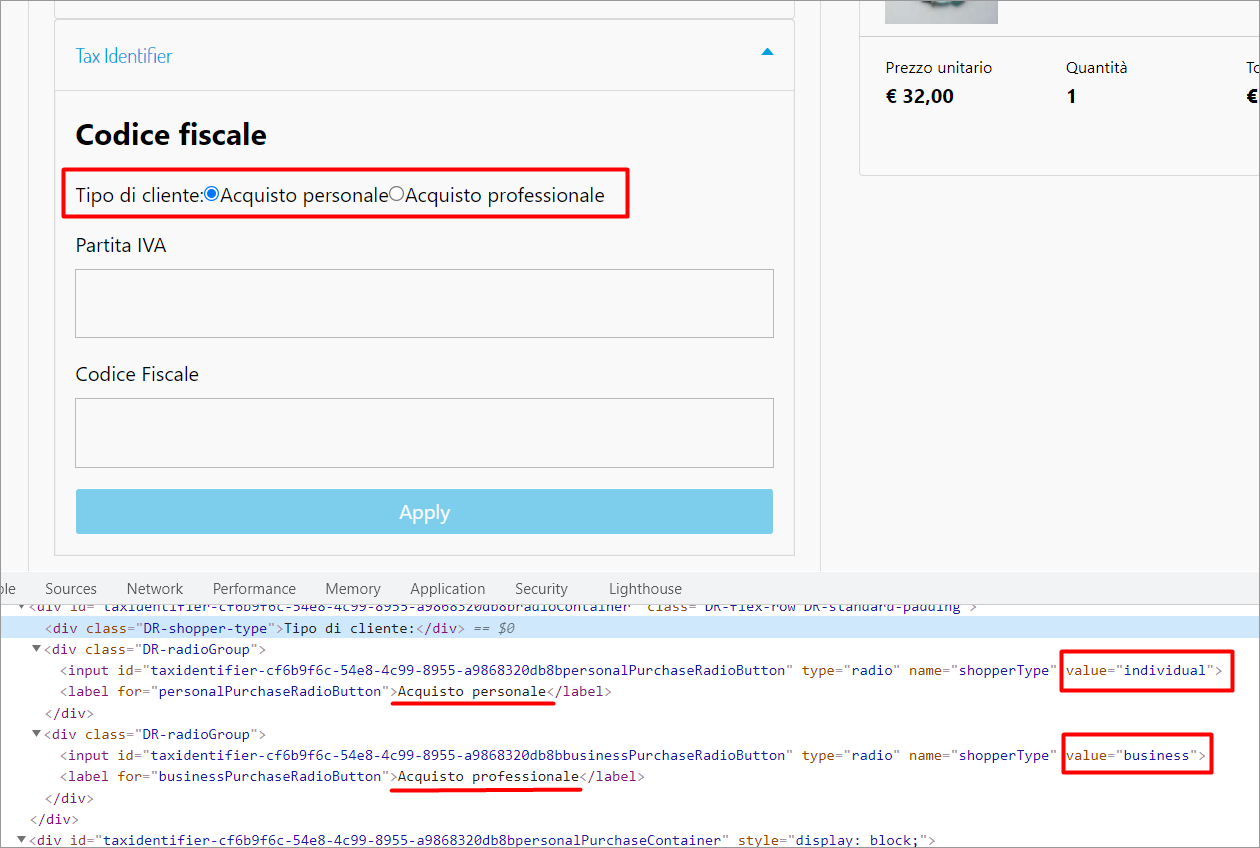 Tax Identifier
Prezzo unitario Quantità
€ 32,00 1 €
Codice fiscale
Tipo di cliente: Acquisto personale Acquisto professionale
Partita IVA
Codice Fiscale
Apply
Sources Network Performance Memory Application Security Lighthouse
<div id="taxidentifier-cf6b9f6c-54e8-4c99-8955-a9868320db8bradioContainer" class="DR-flex-row DR-standard-padding">
<div class="DR-shopper-type">Tipo di cliente:</div> == $0
<div class="DR-radioGroup">
<input id="taxidentifier-cf6b9f6c-54e8-4c99-8955-a9868320db8bpersonalPurchaseRadioButton" type="radio" name="shopperType" value="individual">
<label for="personalPurchaseRadioButton">Acquisto personale</label>
</div>
<div class="DR-radioGroup">
<input id="taxidentifier-cf6b9f6c-54e8-4c99-8955-a9868320db8bbusinessPurchaseRadioButton" type="radio" name="shopperType" value="business">
<label for="businessPurchaseRadioButton">Acquisto professionale</label>
</div>
</div>
<div id="taxidentifier-cf6b9f6c-54e8-4c99-8955-a9868320db8bpersonalPurchaseContainer" style="display: block;">